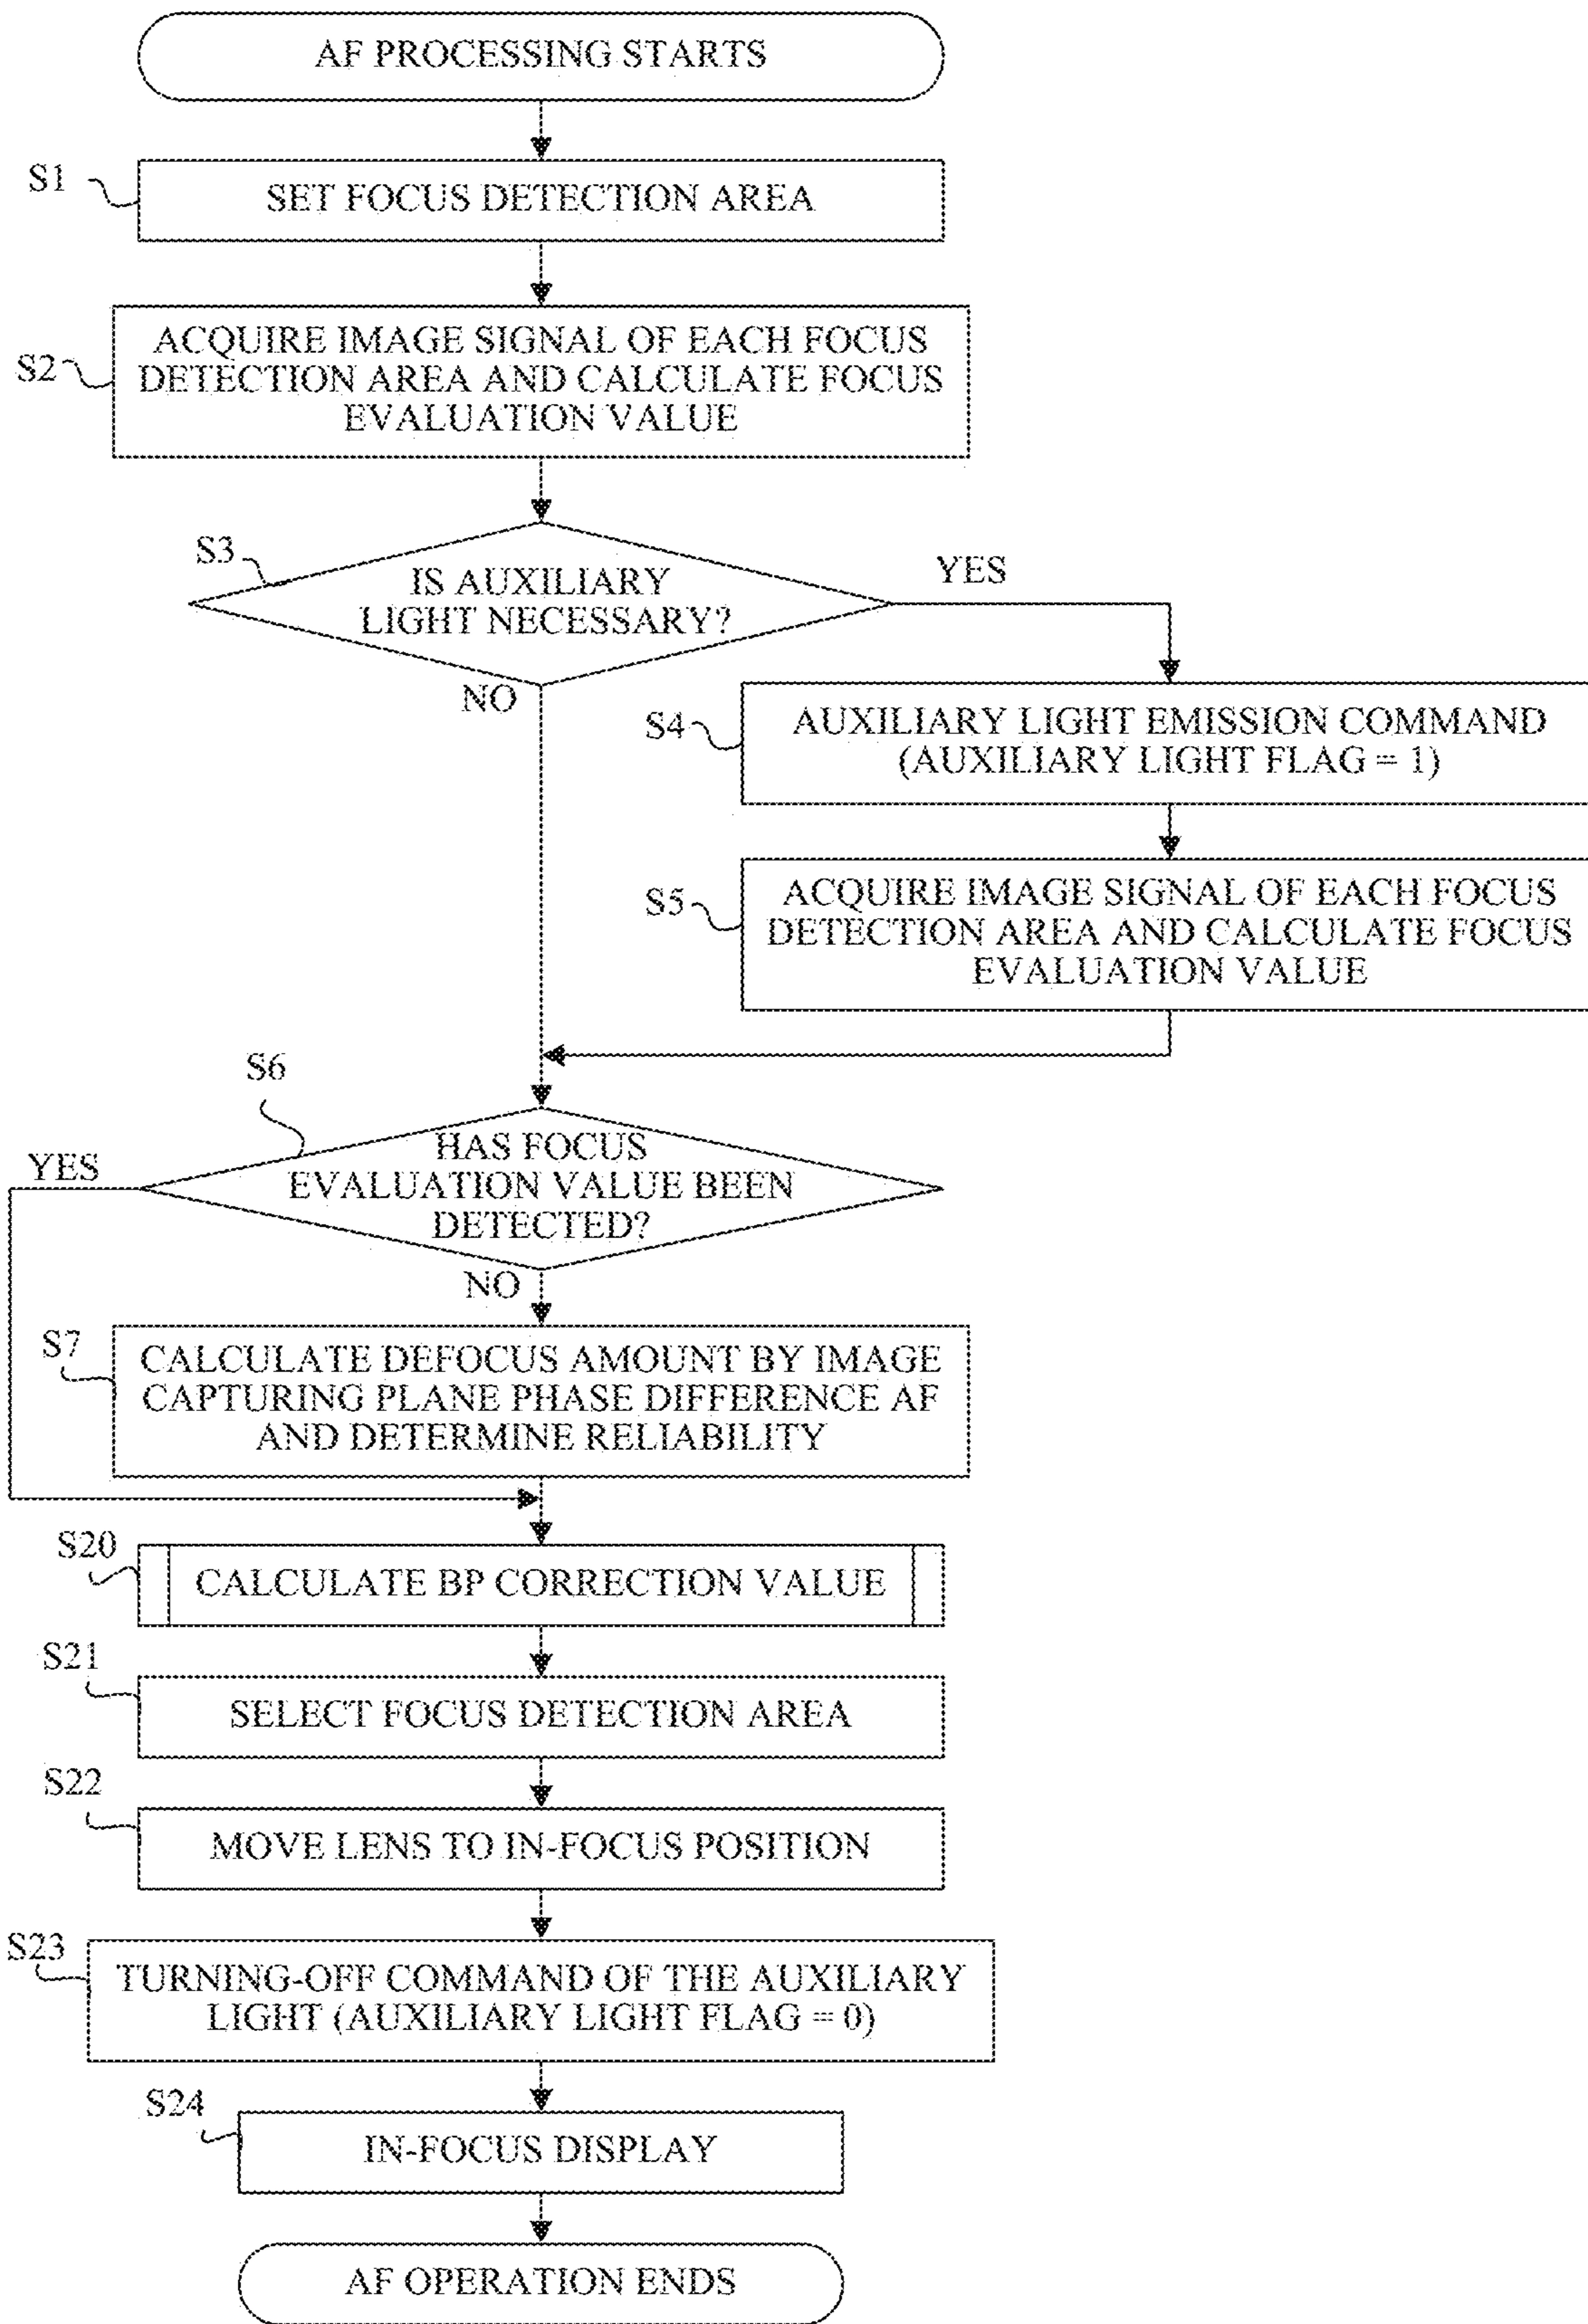 AF PROCESSING STARTS
S1
SET FOCUS DETECTION AREA
S2
ACQUIRE IMAGE SIGNAL OF EACH FOCUS
DETECTION AREA AND CALCULATE FOCUS
EVALUATION VALUE
S3
IS AUXILIARY
LIGHT NECESSARY?
YES
NO
S4
AUXILIARY LIGHT EMISSION COMMAND
(AUXILIARY LIGHT FLAG = 1)
S5
ACQUIRE IMAGE SIGNAL OF EACH FOCUS
DETECTION AREA AND CALCULATE FOCUS
EVALUATION VALUE
S6
HAS FOCUS
EVALUATION VALUE BEEN
DETECTED?
YES
NO
S7
CALCULATE DEFOCUS AMOUNT BY IMAGE
CAPTURING PLANE PHASE DIFFERENCE AF
AND DETERMINE RELIABILITY
S20
CALCULATE BP CORRECTION VALUE
S21
SELECT FOCUS DETECTION AREA
S22
MOVE LENS TO IN-FOCUS POSITION
S23
TURNING-OFF COMMAND OF THE AUXILIARY
LIGHT (AUXILIARY LIGHT FLAG = 0)
S24
IN-FOCUS DISPLAY
AF OPERATION ENDS